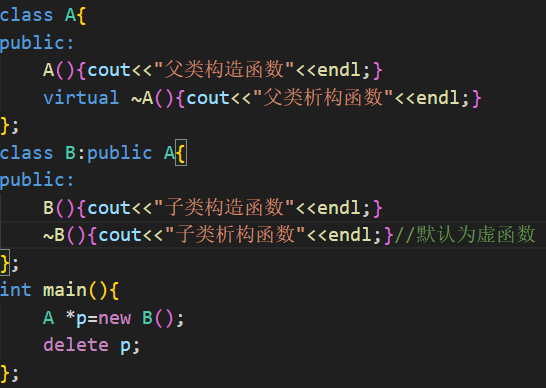 class A{
public:
    A(){cout<<"父类构造函数"<<endl;}
    virtual ~A(){cout<<"父类析构函数"<<endl;}
};
class B:public A{
public:
    B(){cout<<"子类构造函数"<<endl;}
    ~B(){cout<<"子类析构函数"<<endl;}//默认为虚函数
};
int main(){
    A *p=new B();
    delete p;
};